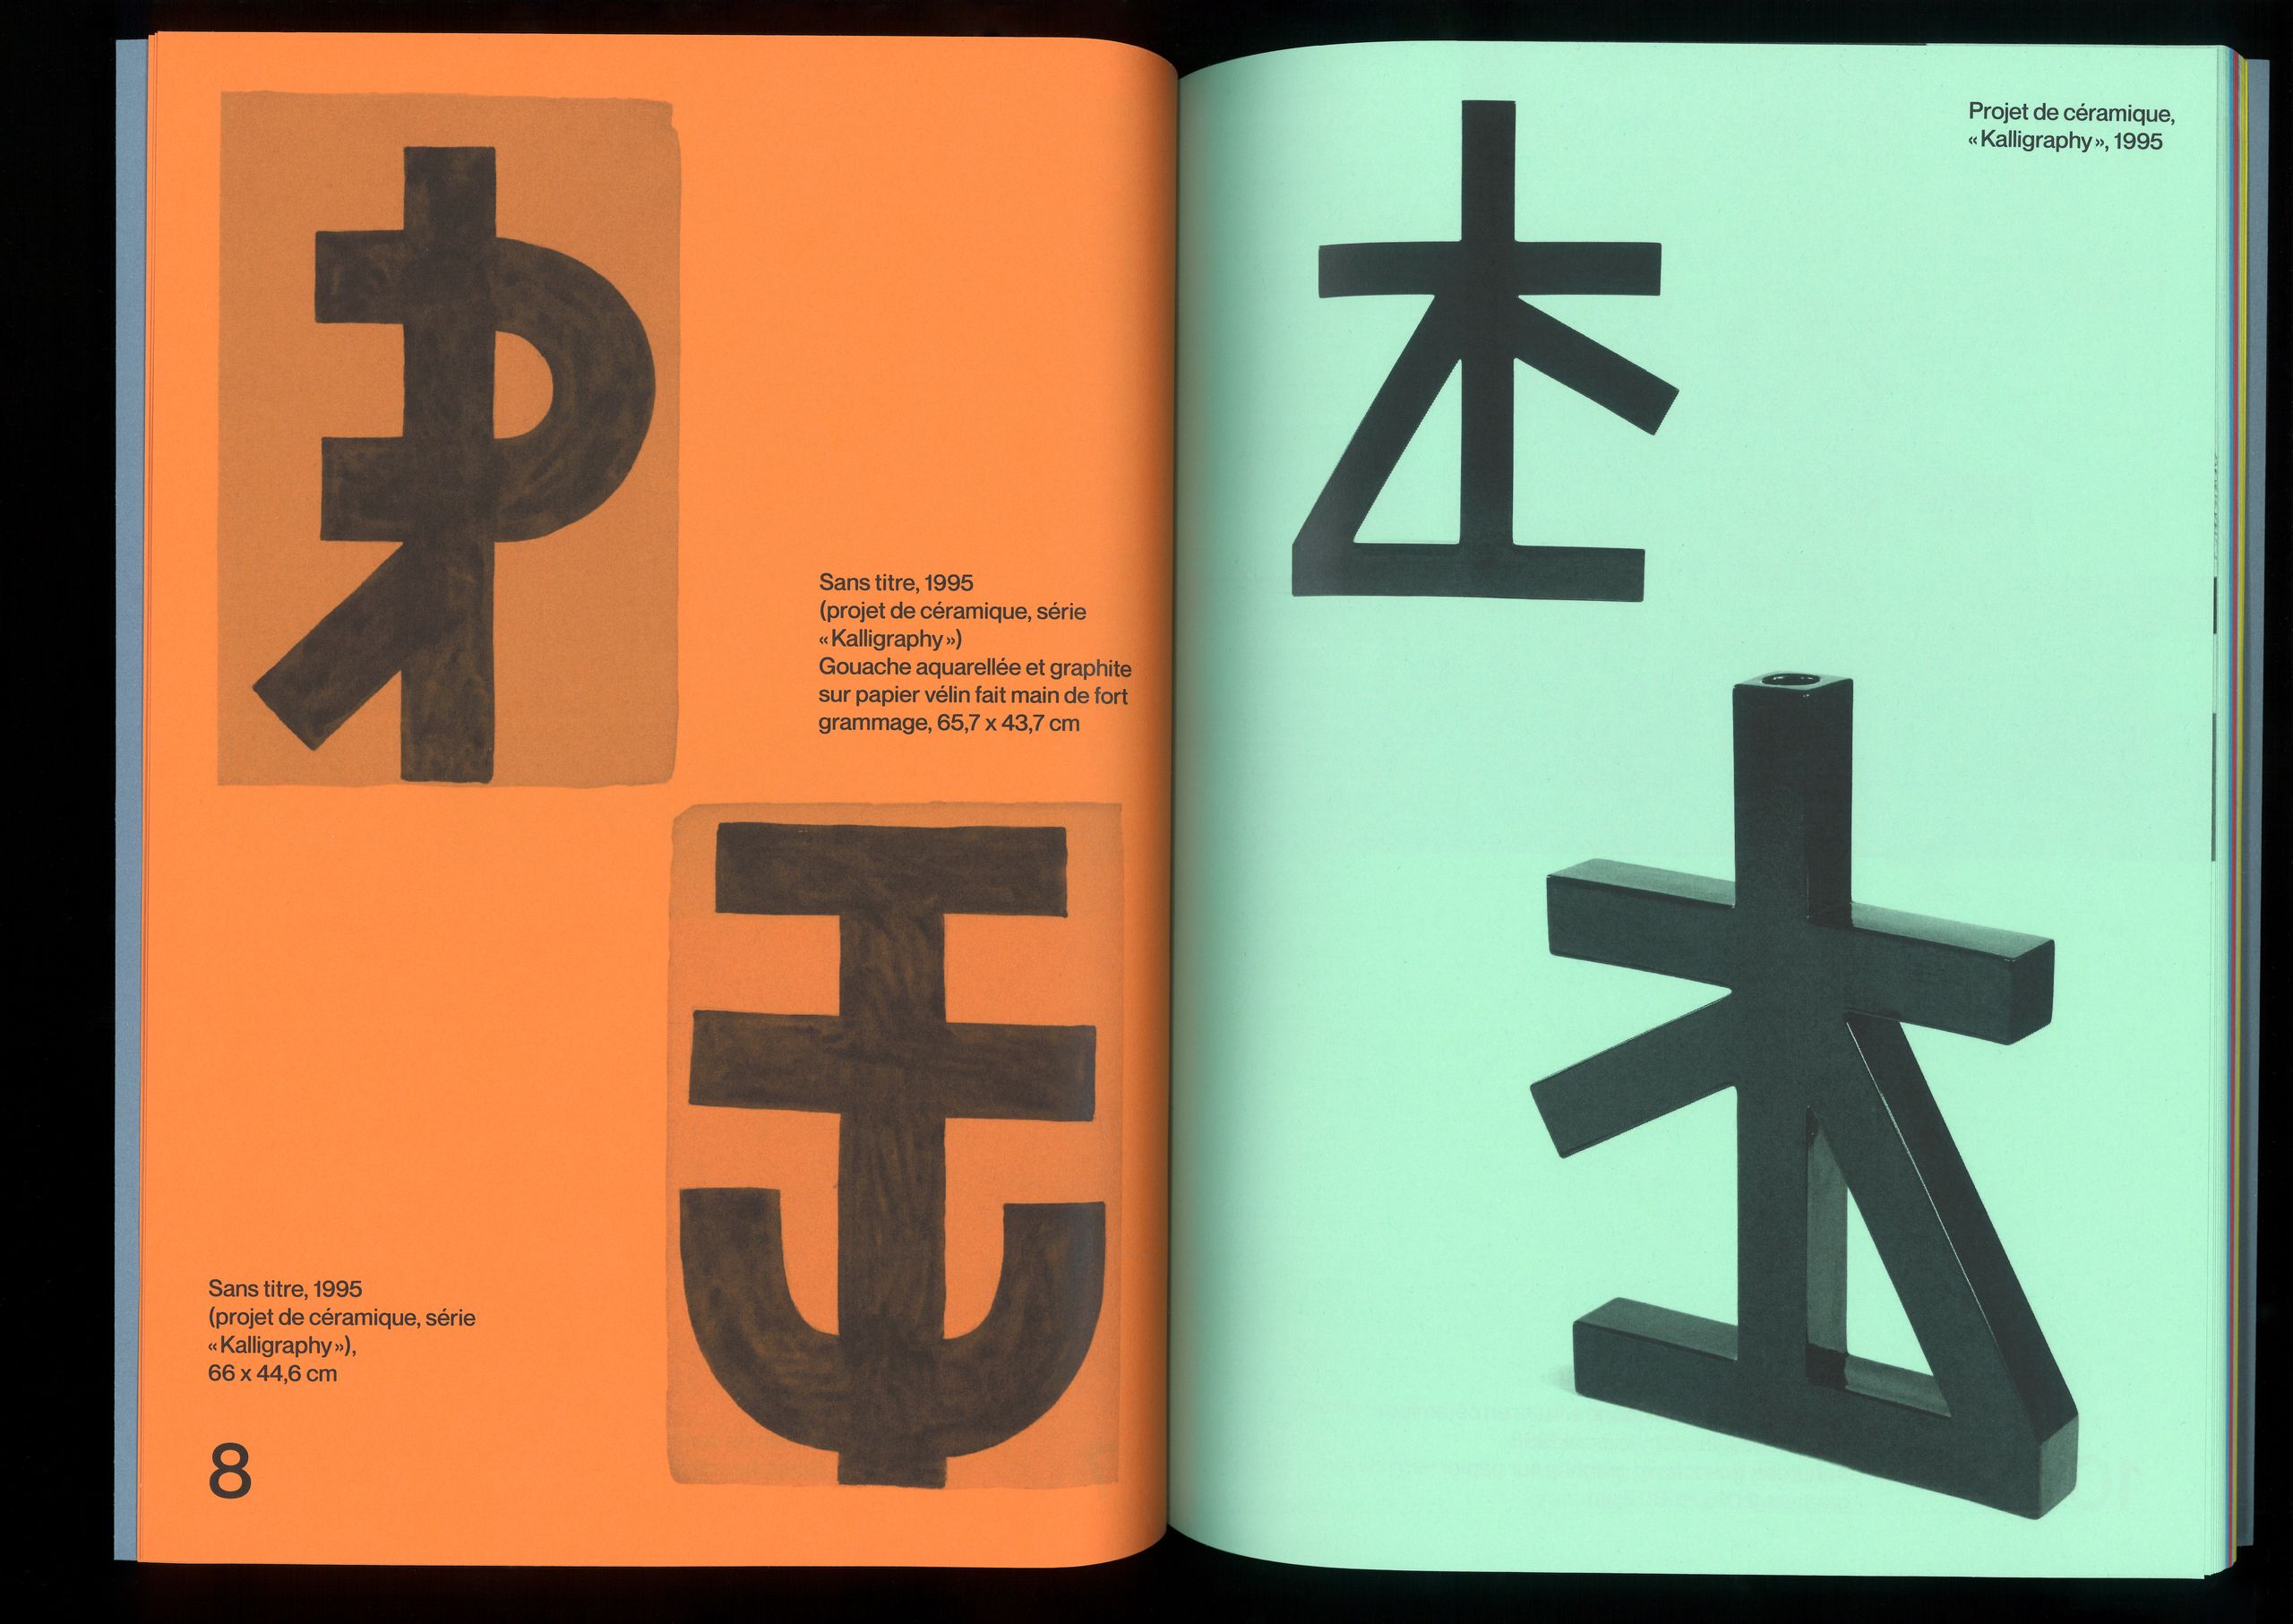 Sans titre, 1995
(projet de céramique, série
« Kalligraphy »)
Gouache aquarellée et graphite
sur papier vélin fait main de fort
grammage, 65,7 x 43,7 cm
Sans titre, 1995
(projet de céramique, série
« Kalligraphy »),
66 x 44,6 cm
8
Projet de céramique,
« Kalligraphy », 1995